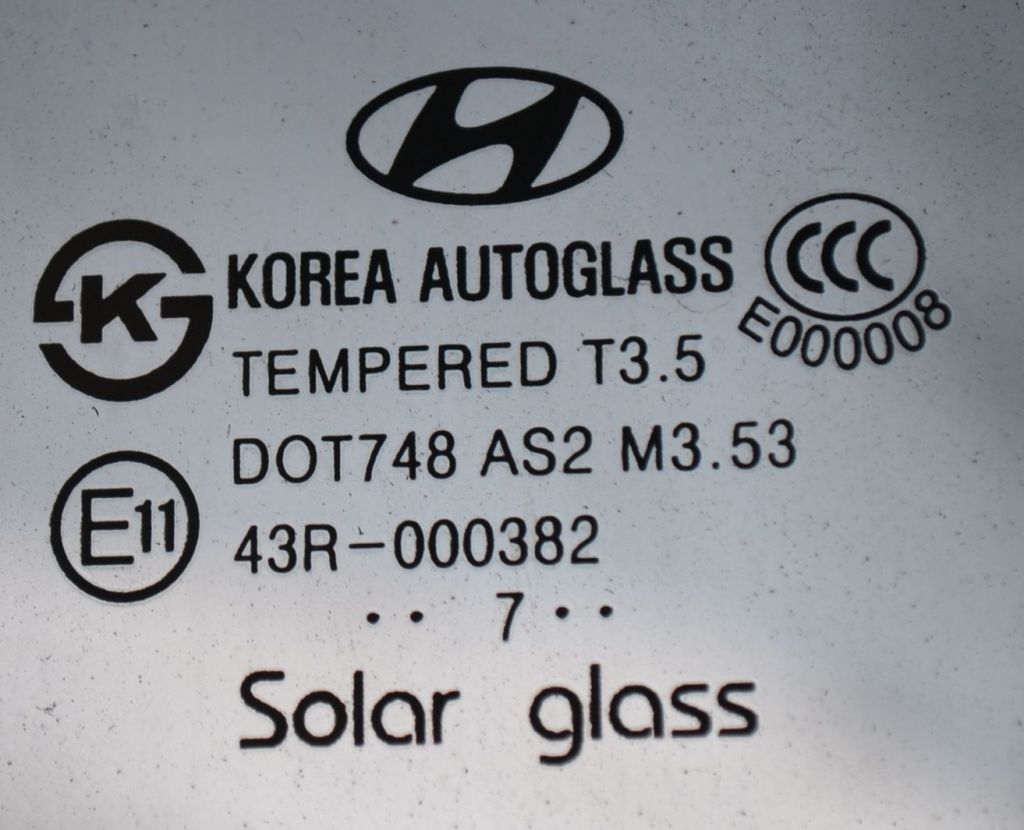 KOREA AUTOGLASS
CCC
E000008
K
TEMPERED T3.5
DOT748 AS2 M3.53
E11
43R-000382
·· 7 ··
Solar glass